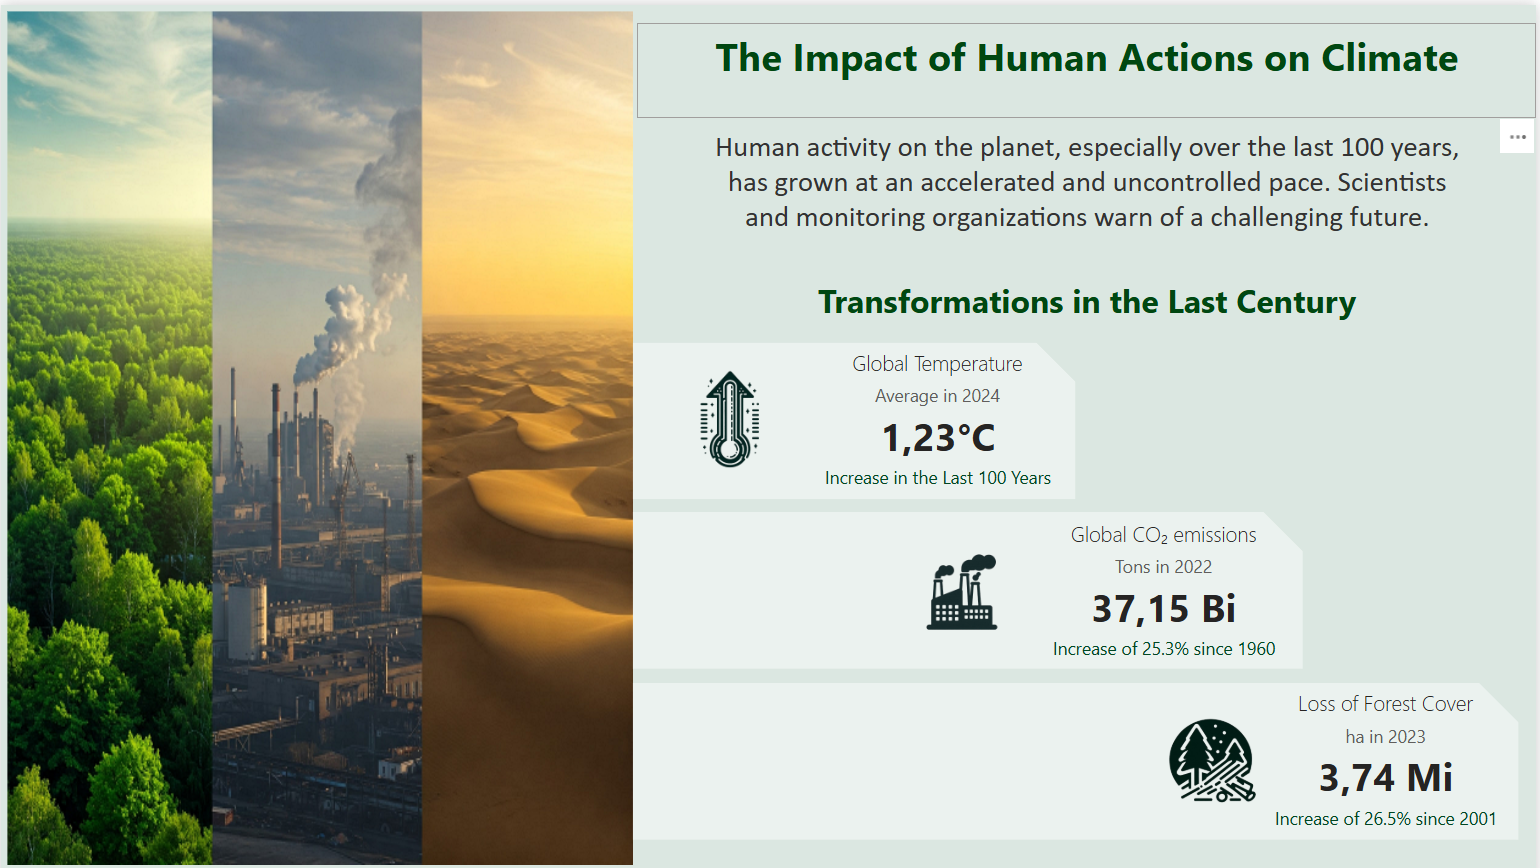 The Impact of Human Actions on Climate
Human activity on the planet, especially over the last 100 years,
has grown at an accelerated and uncontrolled pace. Scientists
and monitoring organizations warn of a challenging future.
Transformations in the Last Century
Global Temperature
Average in 2024
1,23°C
Increase in the Last 100 Years
Global CO₂ emissions
Tons in 2022
37,15 Bi
Increase of 25.3% since 1960
Loss of Forest Cover
ha in 2023
3,74 Mi
Increase of 26.5% since 2001